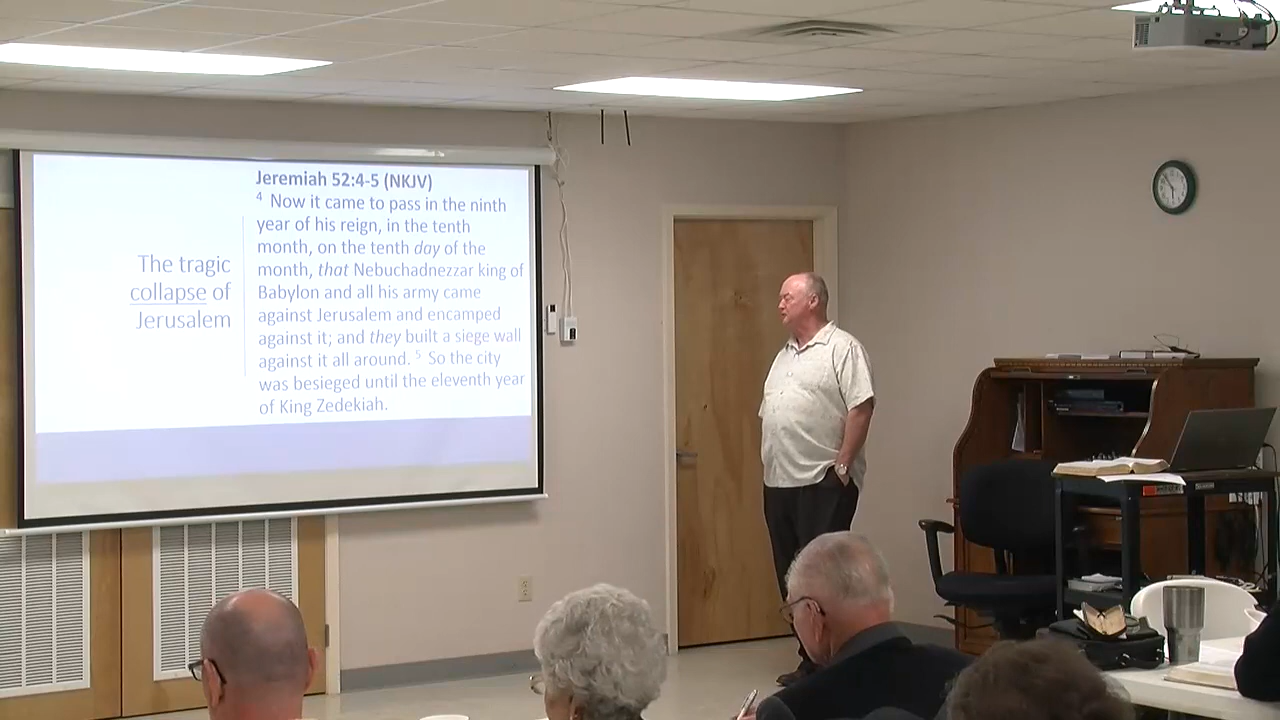 The tragic
collapse of
Jerusalem
Jeremiah 52:4-5 (NKJV)
4 Now it came to pass in the ninth
year of his reign, in the tenth
month, on the tenth day of the
month, that Nebuchadnezzar king of
Babylon and all his army came
against Jerusalem and encamped
against it; and they built a siege wall
against it all around. 5 So the city
was besieged until the eleventh year
of King Zedekiah.